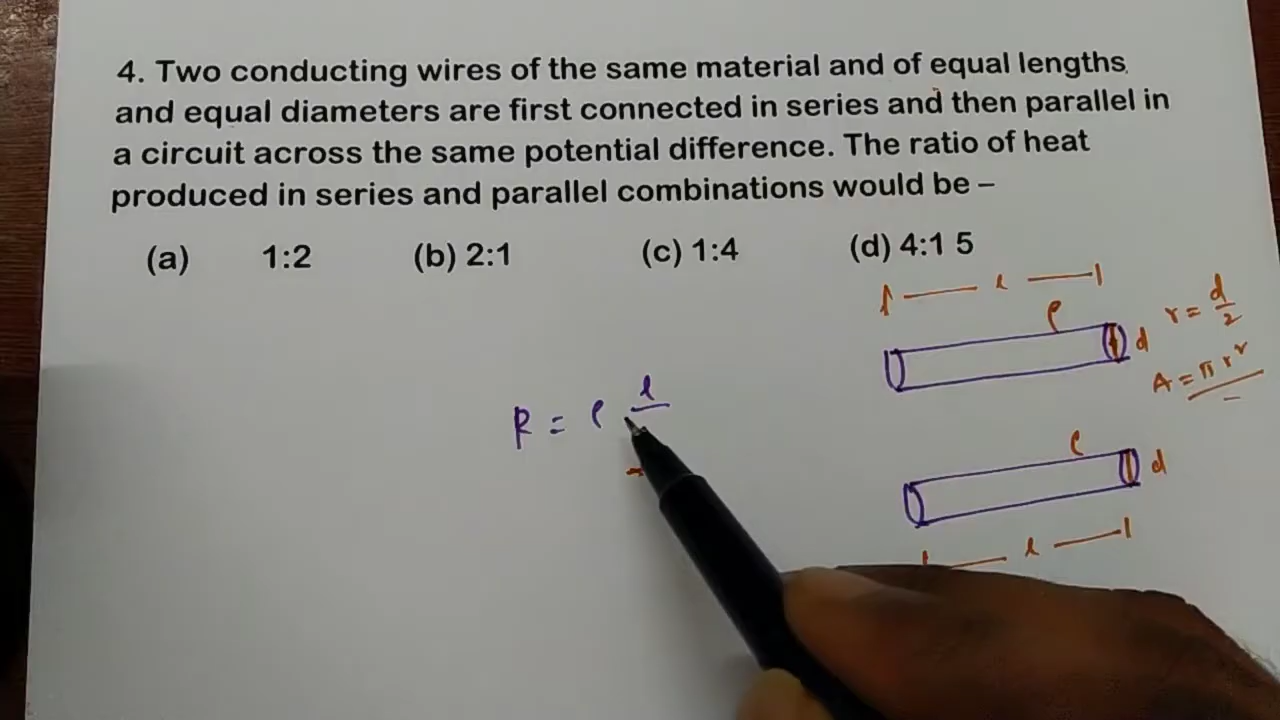 4. Two conducting wires of the same material and of equal lengths
and equal diameters are first connected in series and then parallel in
a circuit across the same potential difference. The ratio of heat
produced in series and parallel combinations would be –
(a) 1:2 (b) 2:1 (c) 1:4 (d) 4:1 5
l
ρ
r = d/2
d
A = πr²
R = ρ l
ρ
d
l